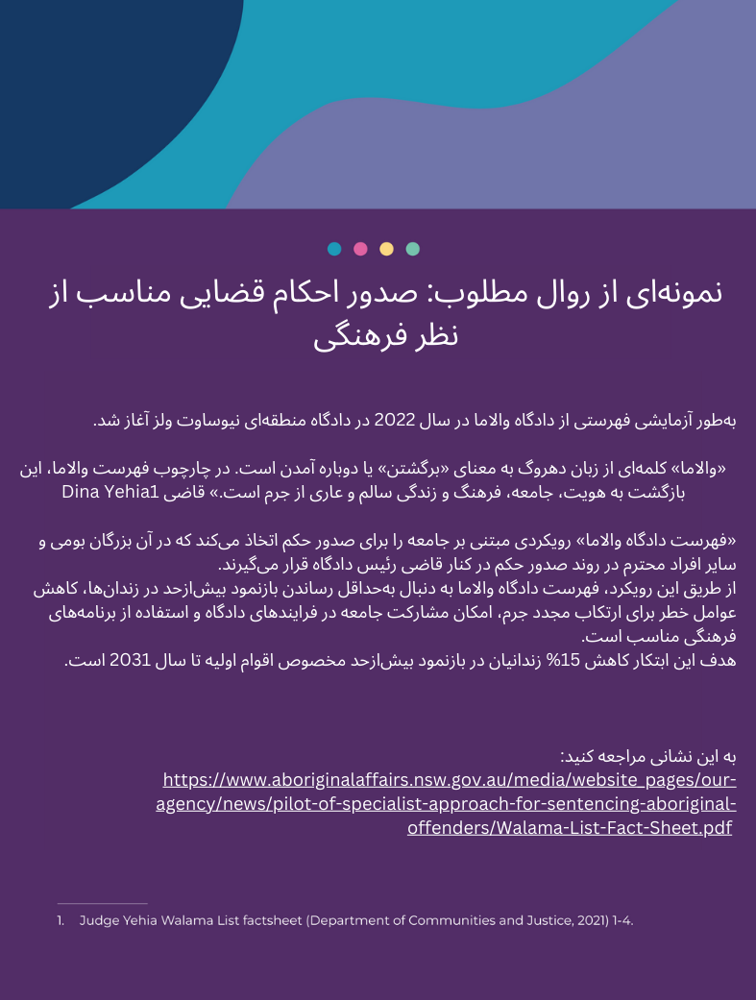 نمونه‌ای از روال مطلوب: صدور احکام قضایی مناسب از
نظر فرهنگی
به‌طور آزمایشی فهرستی از دادگاه والاما در سال 2022 در دادگاه منطقه‌ای نیوساوت ولز آغاز شد.
«والاما» کلمه‌ای از زبان دهروگ به معنای «برگشتن» یا دوباره آمدن است. در چارچوب فهرست والاما، این
بازگشت به هویت، جامعه، فرهنگ و زندگی سالم و عاری از جرم است.» قاضی Dina Yehia1
«فهرست دادگاه والاما» رویکردی مبتنی بر جامعه را برای صدور حکم اتخاذ می‌کند که در آن بزرگان بومی و
سایر افراد محترم در روند صدور حکم در کنار قاضی رئیس دادگاه قرار می‌گیرند.
از طریق این رویکرد، فهرست دادگاه والاما به دنبال به‌حداقل رساندن بازنمود بیش‌ازحد در زندان‌ها، کاهش
عوامل خطر برای ارتکاب مجدد جرم، امکان مشارکت جامعه در فرایندهای دادگاه و استفاده از برنامه‌های
فرهنگی مناسب است.
هدف این ابتکار کاهش 15% زندانیان در بازنمود بیش‌ازحد مخصوص اقوام اولیه تا سال 2031 است.
به این نشانی مراجعه کنید:
https://www.aboriginalaffairs.nsw.gov.au/media/website_pages/our-
agency/news/pilot-of-specialist-approach-for-sentencing-aboriginal-
offenders/Walama-List-Fact-Sheet.pdf
1. Judge Yehia Walama List factsheet (Department of Communities and Justice, 2021) 1-4.